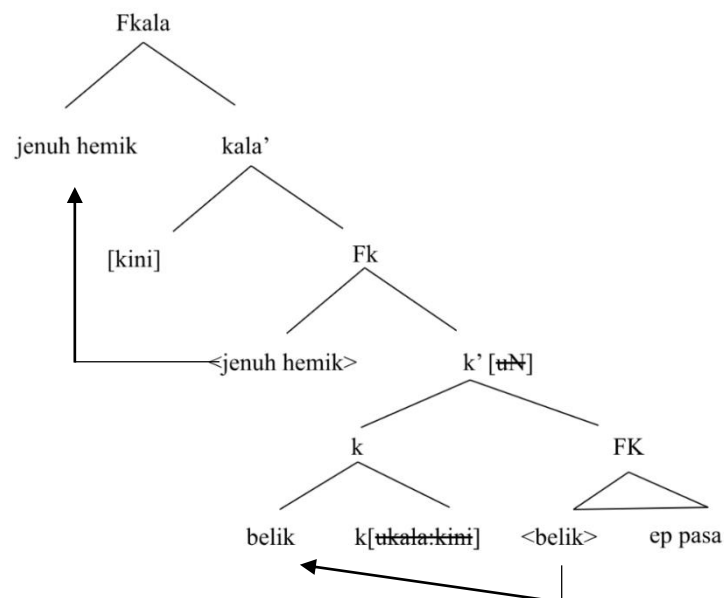 Fkala
jenuh hemik kala’
[kini] Fk
<jenuh hemik> k’ [uN]
k FK
belik k[ukala:kini] <belik> ep pasa